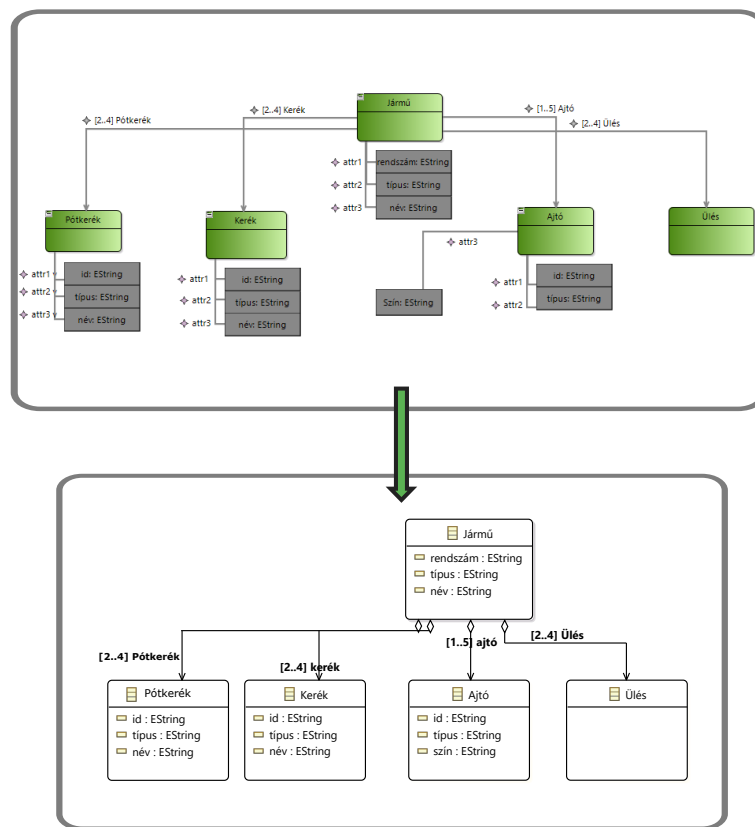 Jármű
[2..4] Pótkerék
[2..4] Kerék
[1..5] Ajtó
[2..4] Ülés
attr1 rendszám: EString
attr2 típus: EString
attr3 név: EString
Pótkerék
Kerék
Ajtó
Ülés
attr3
attr1 id: EString
attr2 típus: EString
attr3 név: EString
attr1 id: EString
attr2 típus: EString
attr3 név: EString
Szín: EString
attr1 id: EString
attr2 típus: EString
Jármű
rendszám : EString
típus : EString
név : EString
[2..4] Pótkerék
[2..4] kerék
[1..5] ajtó
[2..4] Ülés
Pótkerék
id : EString
típus : EString
név : EString
Kerék
id : EString
típus : EString
név : EString
Ajtó
id : EString
típus : EString
szín : EString
Ülés